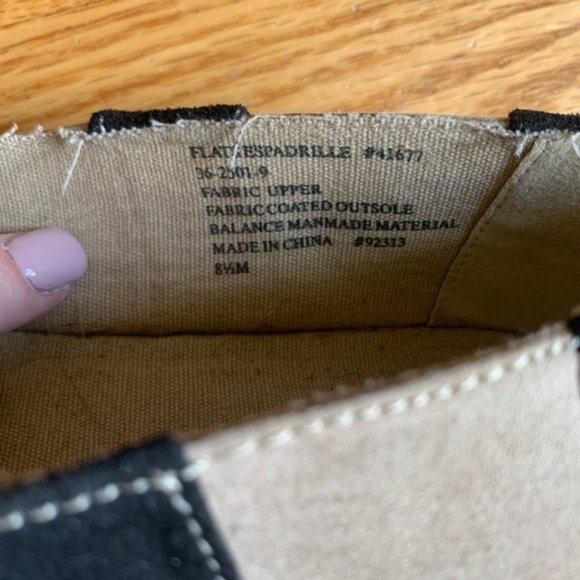 FLATS ESPADRILLE #41677
36-2501-9
FABRIC UPPER
FABRIC COATED OUTSOLE
BALANCE MANMADE MATERIAL
MADE IN CHINA #92313
8½M